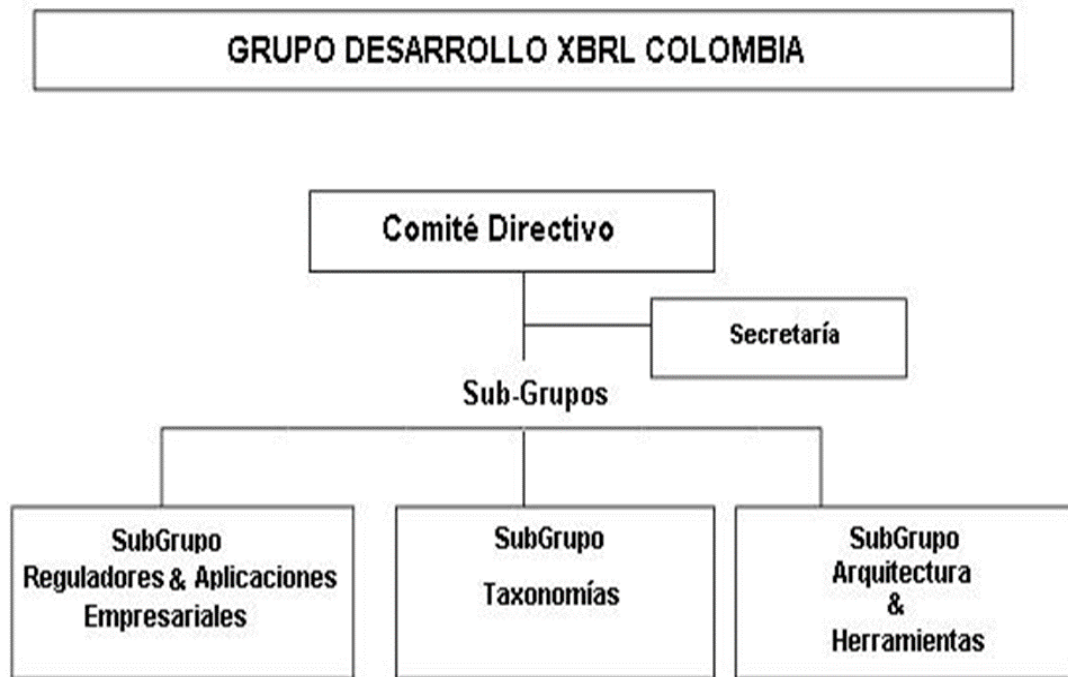 GRUPO DESARROLLO XBRL COLOMBIA
Comité Directivo
Secretaría
Sub-Grupos
SubGrupo
Reguladores & Aplicaciones
Empresariales
SubGrupo
Taxonomías
SubGrupo
Arquitectura
&
Herramientas